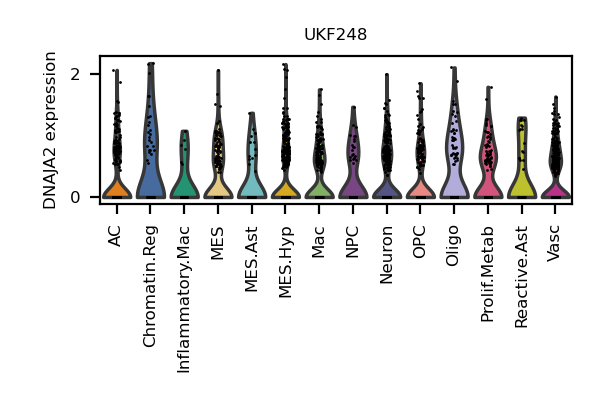 UKF248
DNAJA2 expression
2
0
AC
Chromatin.Reg
Inflammatory.Mac
MES
MES.Ast
MES.Hyp
Mac
NPC
Neuron
OPC
Oligo
Prolif.Metab
Reactive.Ast
Vasc